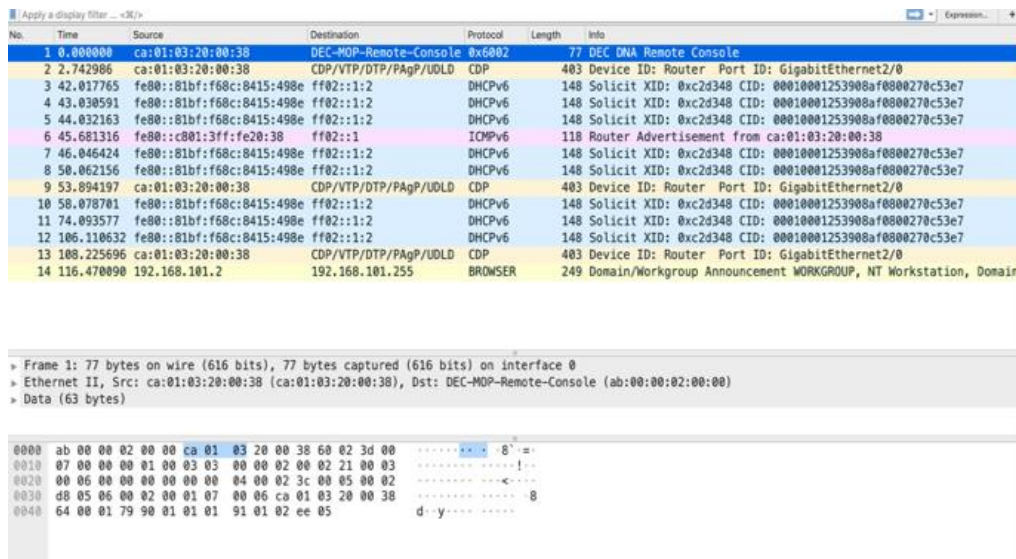 Apply a display filter ... <⌘/> Expression... +
No. Time Source Destination Protocol Length Info
1 0.000000 ca:01:03:20:00:38 DEC-MOP-Remote-Console 0x6002 77 DEC DNA Remote Console
2 2.742986 ca:01:03:20:00:38 CDP/VTP/DTP/PAgP/UDLD CDP 403 Device ID: Router Port ID: GigabitEthernet2/0
3 42.017765 fe80::81bf:f68c:8415:498e ff02::1:2 DHCPv6 148 Solicit XID: 0xc2d348 CID: 00010001253908af0800270c53e7
4 43.030591 fe80::81bf:f68c:8415:498e ff02::1:2 DHCPv6 148 Solicit XID: 0xc2d348 CID: 00010001253908af0800270c53e7
5 44.032163 fe80::81bf:f68c:8415:498e ff02::1:2 DHCPv6 148 Solicit XID: 0xc2d348 CID: 00010001253908af0800270c53e7
6 45.681316 fe80::c801:3ff:fe20:38 ff02::1 ICMPv6 118 Router Advertisement from ca:01:03:20:00:38
7 46.046424 fe80::81bf:f68c:8415:498e ff02::1:2 DHCPv6 148 Solicit XID: 0xc2d348 CID: 00010001253908af0800270c53e7
8 50.062156 fe80::81bf:f68c:8415:498e ff02::1:2 DHCPv6 148 Solicit XID: 0xc2d348 CID: 00010001253908af0800270c53e7
9 53.894197 ca:01:03:20:00:38 CDP/VTP/DTP/PAgP/UDLD CDP 403 Device ID: Router Port ID: GigabitEthernet2/0
10 58.078701 fe80::81bf:f68c:8415:498e ff02::1:2 DHCPv6 148 Solicit XID: 0xc2d348 CID: 00010001253908af0800270c53e7
11 74.093577 fe80::81bf:f68c:8415:498e ff02::1:2 DHCPv6 148 Solicit XID: 0xc2d348 CID: 00010001253908af0800270c53e7
12 106.110632 fe80::81bf:f68c:8415:498e ff02::1:2 DHCPv6 148 Solicit XID: 0xc2d348 CID: 00010001253908af0800270c53e7
13 108.225696 ca:01:03:20:00:38 CDP/VTP/DTP/PAgP/UDLD CDP 403 Device ID: Router Port ID: GigabitEthernet2/0
14 116.470090 192.168.101.2 192.168.101.255 BROWSER 249 Domain/Workgroup Announcement WORKGROUP, NT Workstation, Domain
Frame 1: 77 bytes on wire (616 bits), 77 bytes captured (616 bits) on interface 0
Ethernet II, Src: ca:01:03:20:00:38 (ca:01:03:20:00:38), Dst: DEC-MOP-Remote-Console (ab:00:00:02:00:00)
Data (63 bytes)
0000 ab 00 00 02 00 00 ca 01 03 20 00 38 60 02 3d 00 ········ · ·8`·=·
0010 07 00 00 00 01 00 03 03 00 00 02 00 02 21 00 03 ········ ·····!··
0020 00 06 00 00 00 00 00 00 04 00 02 3c 00 05 00 02 ········ ···<····
0030 d8 05 06 00 02 00 01 07 00 06 ca 01 03 20 00 38 ········ ····· ·8
0040 64 00 01 79 90 01 01 01 91 01 02 ee 05 d··y···· ·····